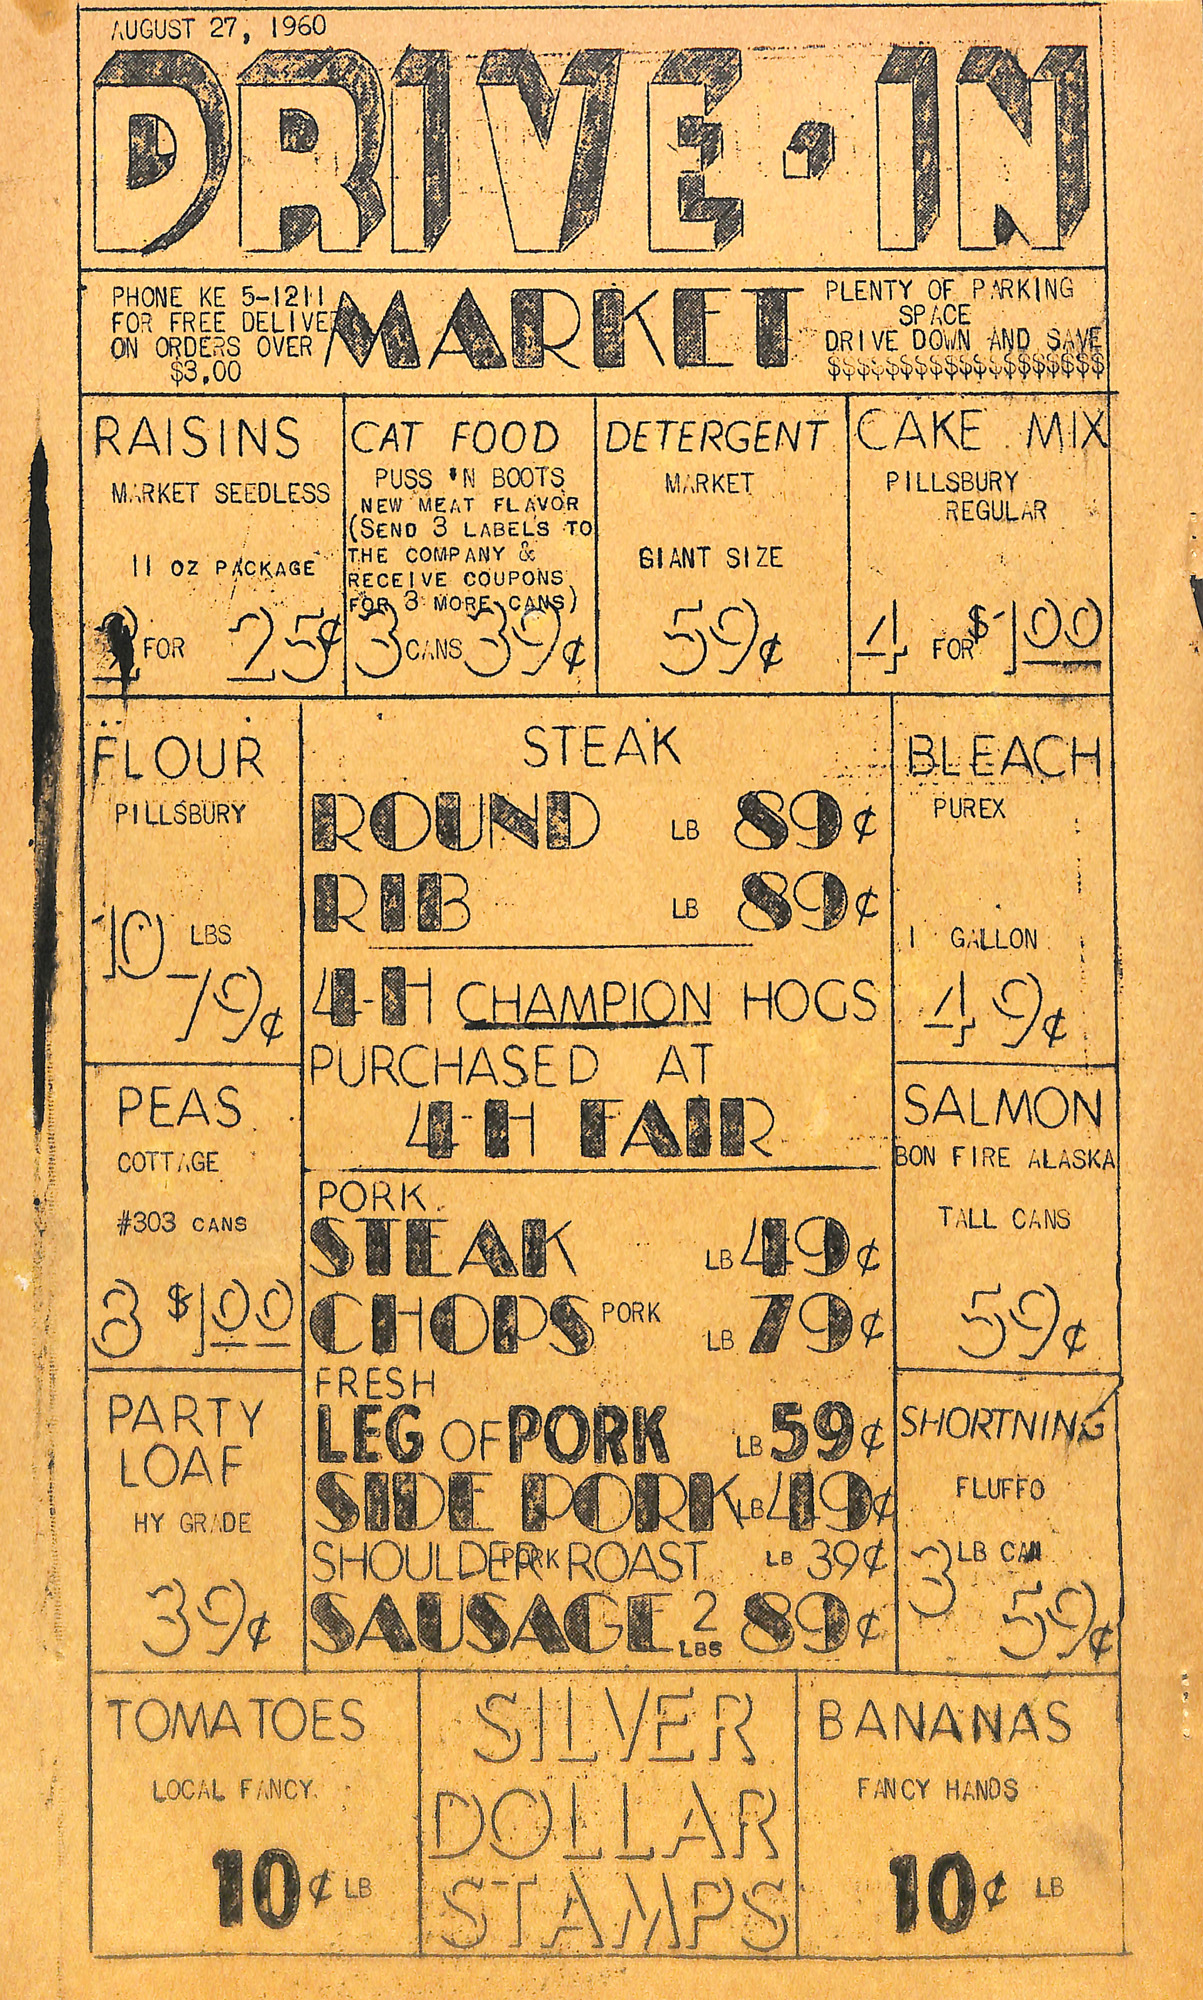 AUGUST 27, 1960
DRIVE-IN
MARKET
PHONE KE 5-1211
FOR FREE DELIVE
ON ORDERS OVER
$3.00
PLENTY OF PARKING
SPACE
DRIVE DOWN AND SAVE
$$$$$$$$$$$$$$$$$$$
RAISINS
MARKET SEEDLESS
11 OZ PACKAGE
FOR 25¢
CAT FOOD
PUSS 'N BOOTS
NEW MEAT FLAVOR
(SEND 3 LABELS TO
THE COMPANY &
RECEIVE COUPONS
FOR 3 MORE CANS)
3 CANS 39¢
DETERGENT
MARKET
GIANT SIZE
59¢
CAKE MIX
PILLSBURY
REGULAR
4 FOR $1.00
FLOUR
PILLSBURY
10 LBS
79¢
STEAK
ROUND LB 89¢
RIB LB 89¢
4-H CHAMPION HOGS
PURCHASED AT
4-H FAIR
BLEACH
PUREX
1 GALLON
49¢
PEAS
COTTAGE
#303 CANS
8 $1.00
PORK
STEAK LB 49¢
CHOPS PORK LB 79¢
FRESH
LEG OF PORK LB 59¢
SIDE PORK LB 49¢
SHOULDER PORK ROAST LB 39¢
SAUSAGE 2 LBS 89¢
SALMON
BON FIRE ALASKA
TALL CANS
59¢
PARTY
LOAF
HY GRADE
39¢
SHORTNING
FLUFFO
3 LB CAN
59¢
TOMATOES
LOCAL FANCY
10¢ LB
SILVER
DOLLAR
STAMPS
BANANAS
FANCY HANDS
10¢ LB